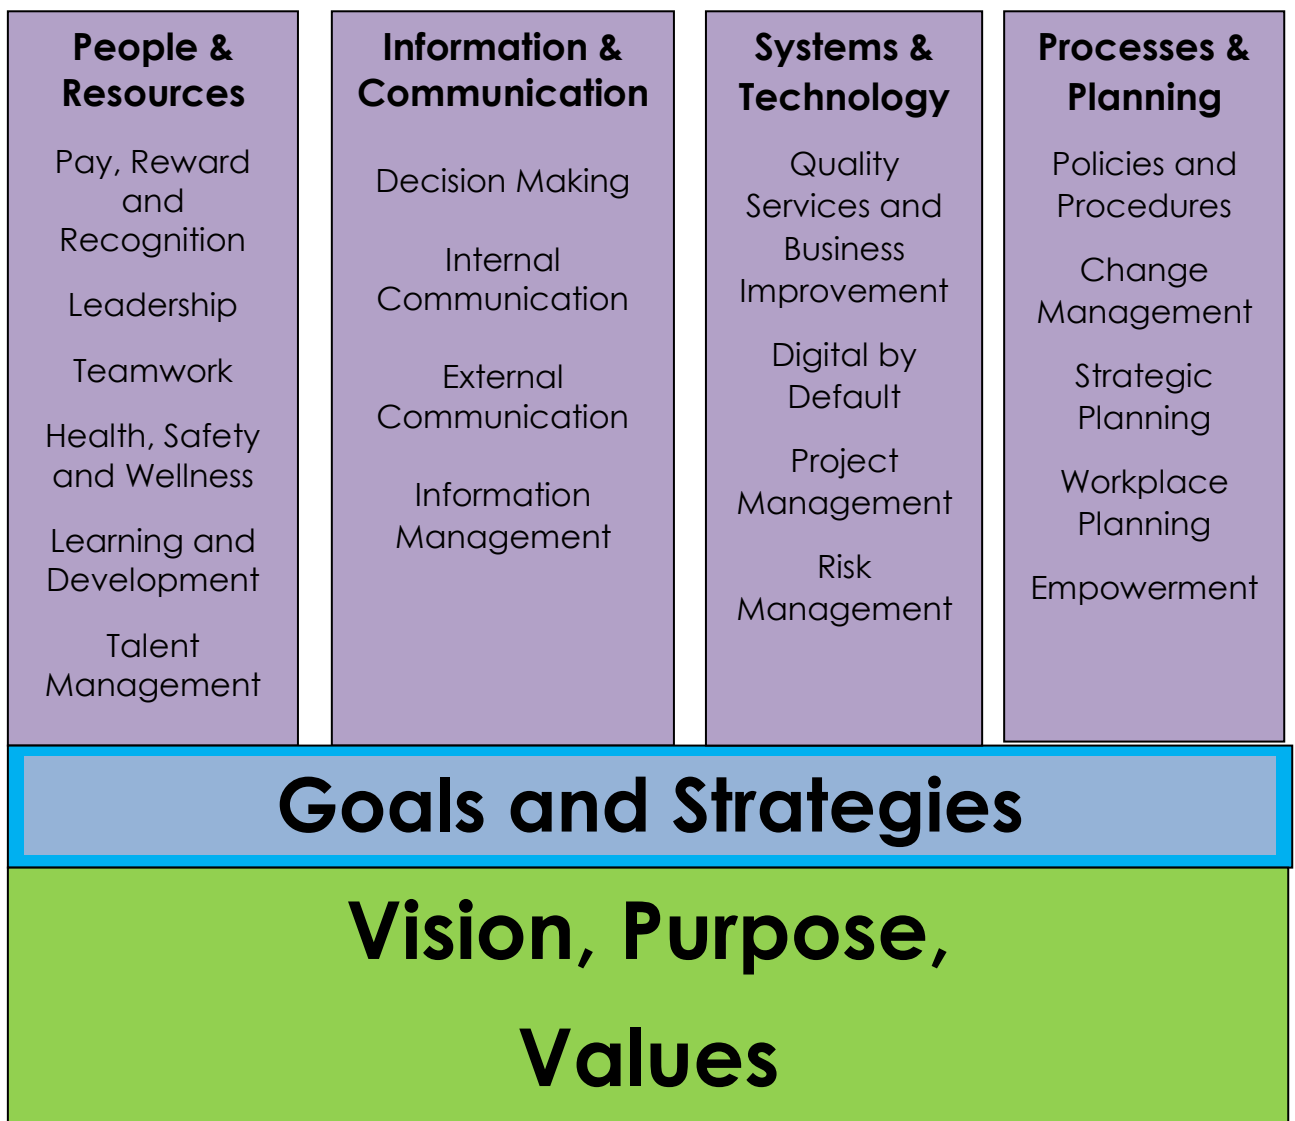 People &
Resources
Pay, Reward
and
Recognition
Leadership
Teamwork
Health, Safety
and Wellness
Learning and
Development
Talent
Management
Information &
Communication
Decision Making
Internal
Communication
External
Communication
Information
Management
Systems &
Technology
Quality
Services and
Business
Improvement
Digital by
Default
Project
Management
Risk
Management
Processes &
Planning
Policies and
Procedures
Change
Management
Strategic
Planning
Workplace
Planning
Empowerment
Goals and Strategies
Vision, Purpose,
Values